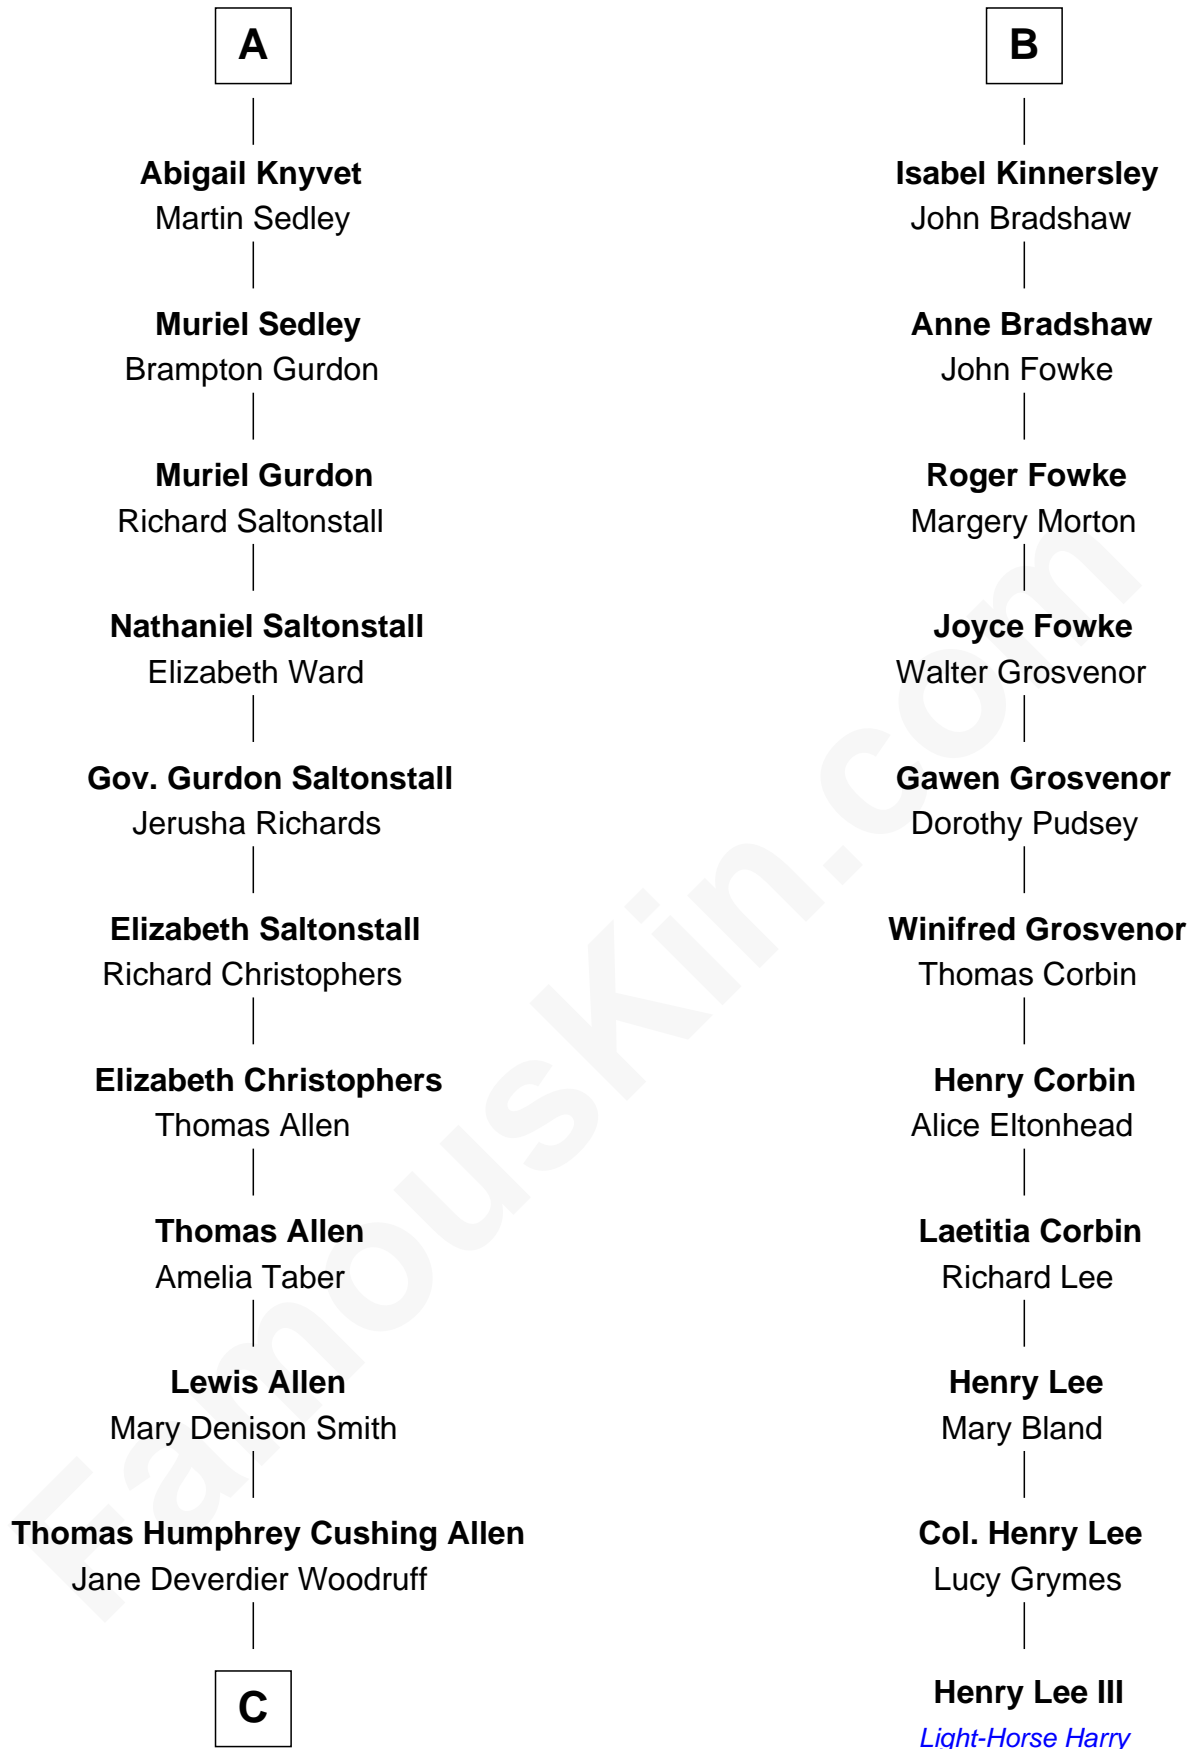 A
Abigail Knyvet
Martin Sedley
Muriel Sedley
Brampton Gurdon
Muriel Gurdon
Richard Saltonstall
Nathaniel Saltonstall
Elizabeth Ward
Gov. Gurdon Saltonstall
Jerusha Richards
Elizabeth Saltonstall
Richard Christophers
Elizabeth Christophers
Thomas Allen
Thomas Allen
Amelia Taber
Lewis Allen
Mary Denison Smith
Thomas Humphrey Cushing Allen
Jane Deverdier Woodruff
C
B
Isabel Kinnersley
John Bradshaw
Anne Bradshaw
John Fowke
Roger Fowke
Margery Morton
Joyce Fowke
Walter Grosvenor
Gawen Grosvenor
Dorothy Pudsey
Winifred Grosvenor
Thomas Corbin
Henry Corbin
Alice Eltonhead
Laetitia Corbin
Richard Lee
Henry Lee
Mary Bland
Col. Henry Lee
Lucy Grymes
Henry Lee III
Light-Horse Harry
FamousKin.com